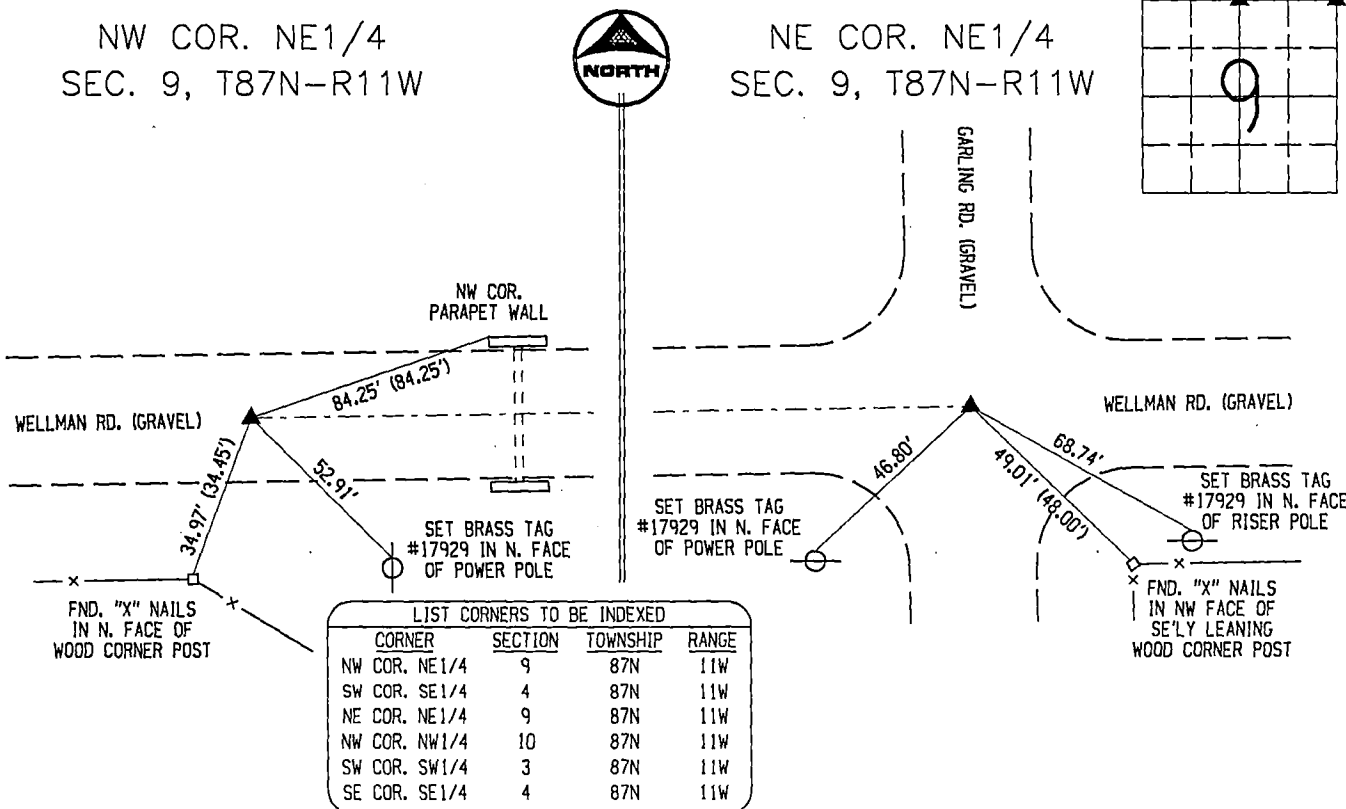 NW COR. NE1/4
SEC. 9, T87N-R11W
NORTH
NE COR. NE1/4
SEC. 9, T87N-R11W
9
GARLING RD. (GRAVEL)
NW COR.
PARAPET WALL
84.25' (84.25')
WELLMAN RD. (GRAVEL)
34.97' (34.45')
52.91'
SET BRASS TAG
#17929 IN N. FACE
OF POWER POLE
FND. "X" NAILS
IN N. FACE OF
WOOD CORNER POST
WELLMAN RD. (GRAVEL)
46.80'
49.01' (48.00')
68.74'
SET BRASS TAG
#17929 IN N. FACE
OF POWER POLE
SET BRASS TAG
#17929 IN N. FACE
OF RISER POLE
FND. "X" NAILS
IN NW FACE OF
SE'LY LEANING
WOOD CORNER POST
LIST CORNERS TO BE INDEXED
CORNER SECTION TOWNSHIP RANGE
NW COR. NE1/4 9 87N 11W
SW COR. SE1/4 4 87N 11W
NE COR. NE1/4 9 87N 11W
NW COR. NW1/4 10 87N 11W
SW COR. SW1/4 3 87N 11W
SE COR. SE1/4 4 87N 11W